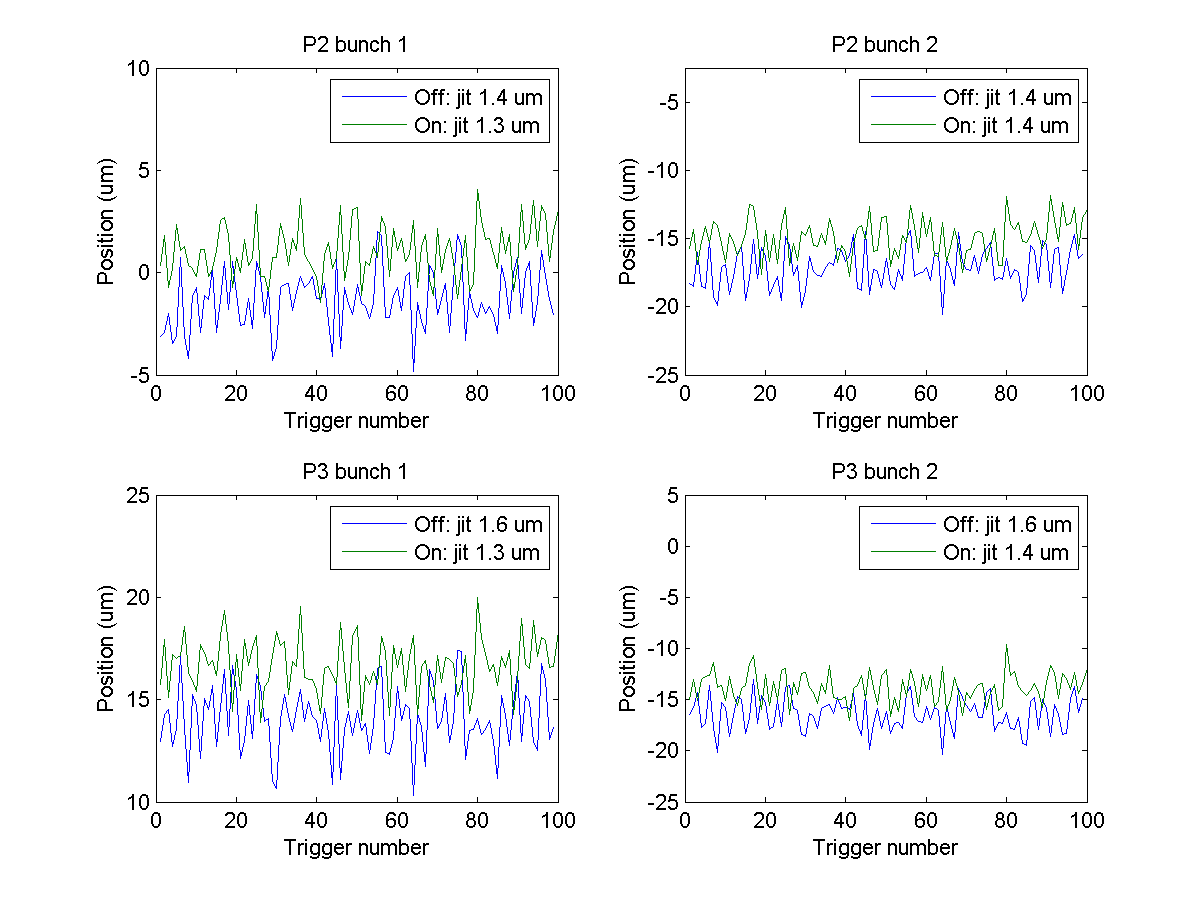 P2 bunch 1
10
5
0
-5
Position (um)
Off: jit 1.4 um
On: jit 1.3 um
0 20 40 60 80 100
Trigger number
P2 bunch 2
-5
-10
-15
-20
-25
Position (um)
Off: jit 1.4 um
On: jit 1.4 um
0 20 40 60 80 100
Trigger number
P3 bunch 1
25
20
15
10
Position (um)
Off: jit 1.6 um
On: jit 1.3 um
0 20 40 60 80 100
Trigger number
P3 bunch 2
5
0
-5
-10
-15
-20
-25
Position (um)
Off: jit 1.6 um
On: jit 1.4 um
0 20 40 60 80 100
Trigger number